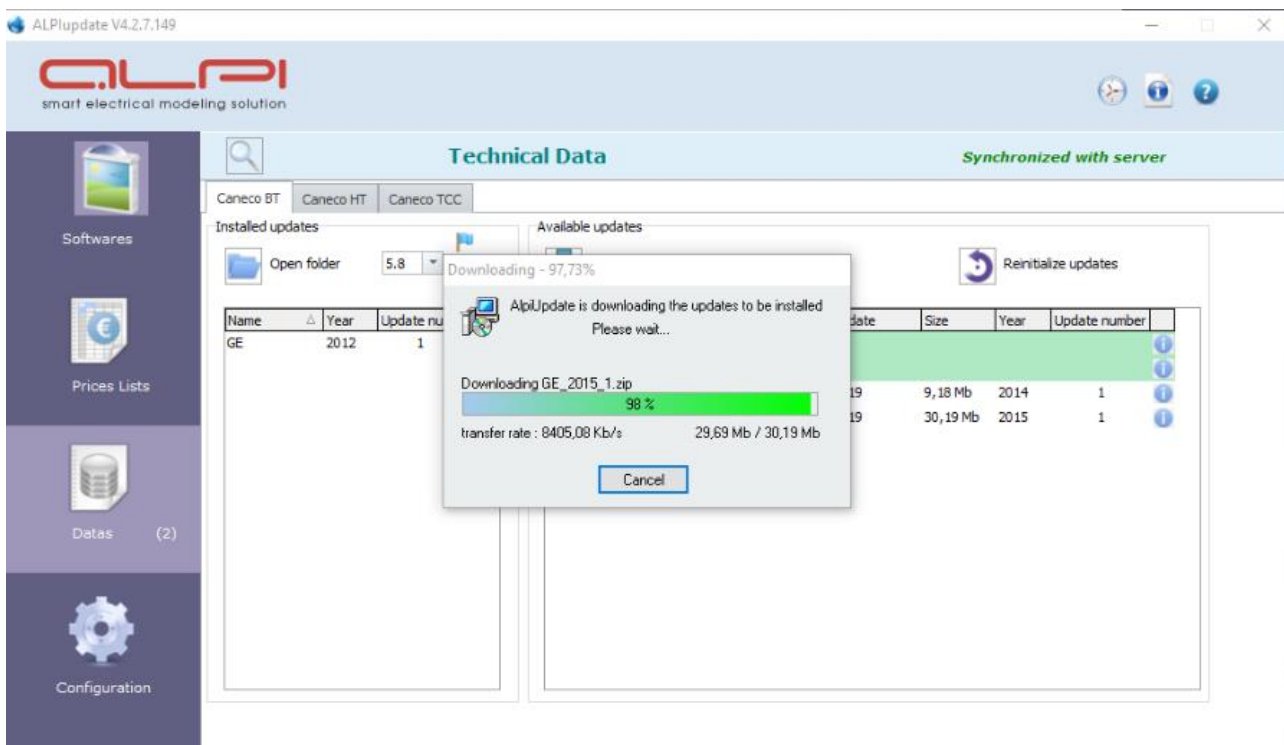 ALPIupdate V4.2.7.149
ALPI
smart electrical modeling solution
Technical Data
Synchronized with server
Caneco BT Caneco HT Caneco TCC
Softwares
Installed updates
Available updates
Open folder 5.8
Reinitialize updates
Downloading - 97,73%
AlpiUpdate is downloading the updates to be installed
Please wait...
Name Year Update nu
date Size Year Update number
GE 2012 1
Prices Lists
Downloading GE_2015_1.zip
98 %
transfer rate : 8405,08 Kb/s 29,69 Mb / 30,19 Mb
Cancel
19 9,18 Mb 2014 1
19 30,19 Mb 2015 1
Datas (2)
Configuration